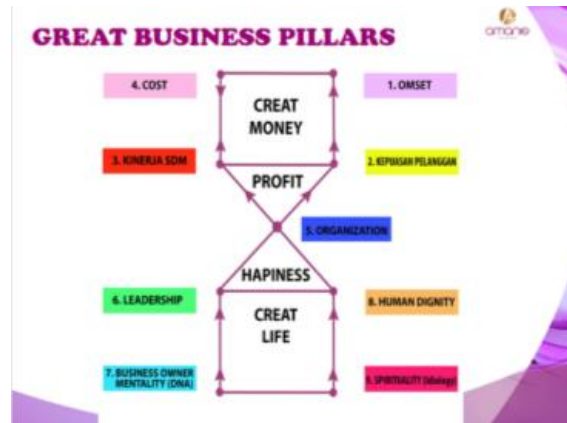 GREAT BUSINESS PILLARS
amanie
4. COST
1. OMSET
CREAT
MONEY
3. KINERJA SDM
2. KEPUASAN PELANGGAN
PROFIT
5. ORGANIZATION
HAPINESS
6. LEADERSHIP
8. HUMAN DIGNITY
CREAT
LIFE
7. BUSINESS OWNER
MENTALITY (DNA)
9. SPIRITUALITY (Idiology)